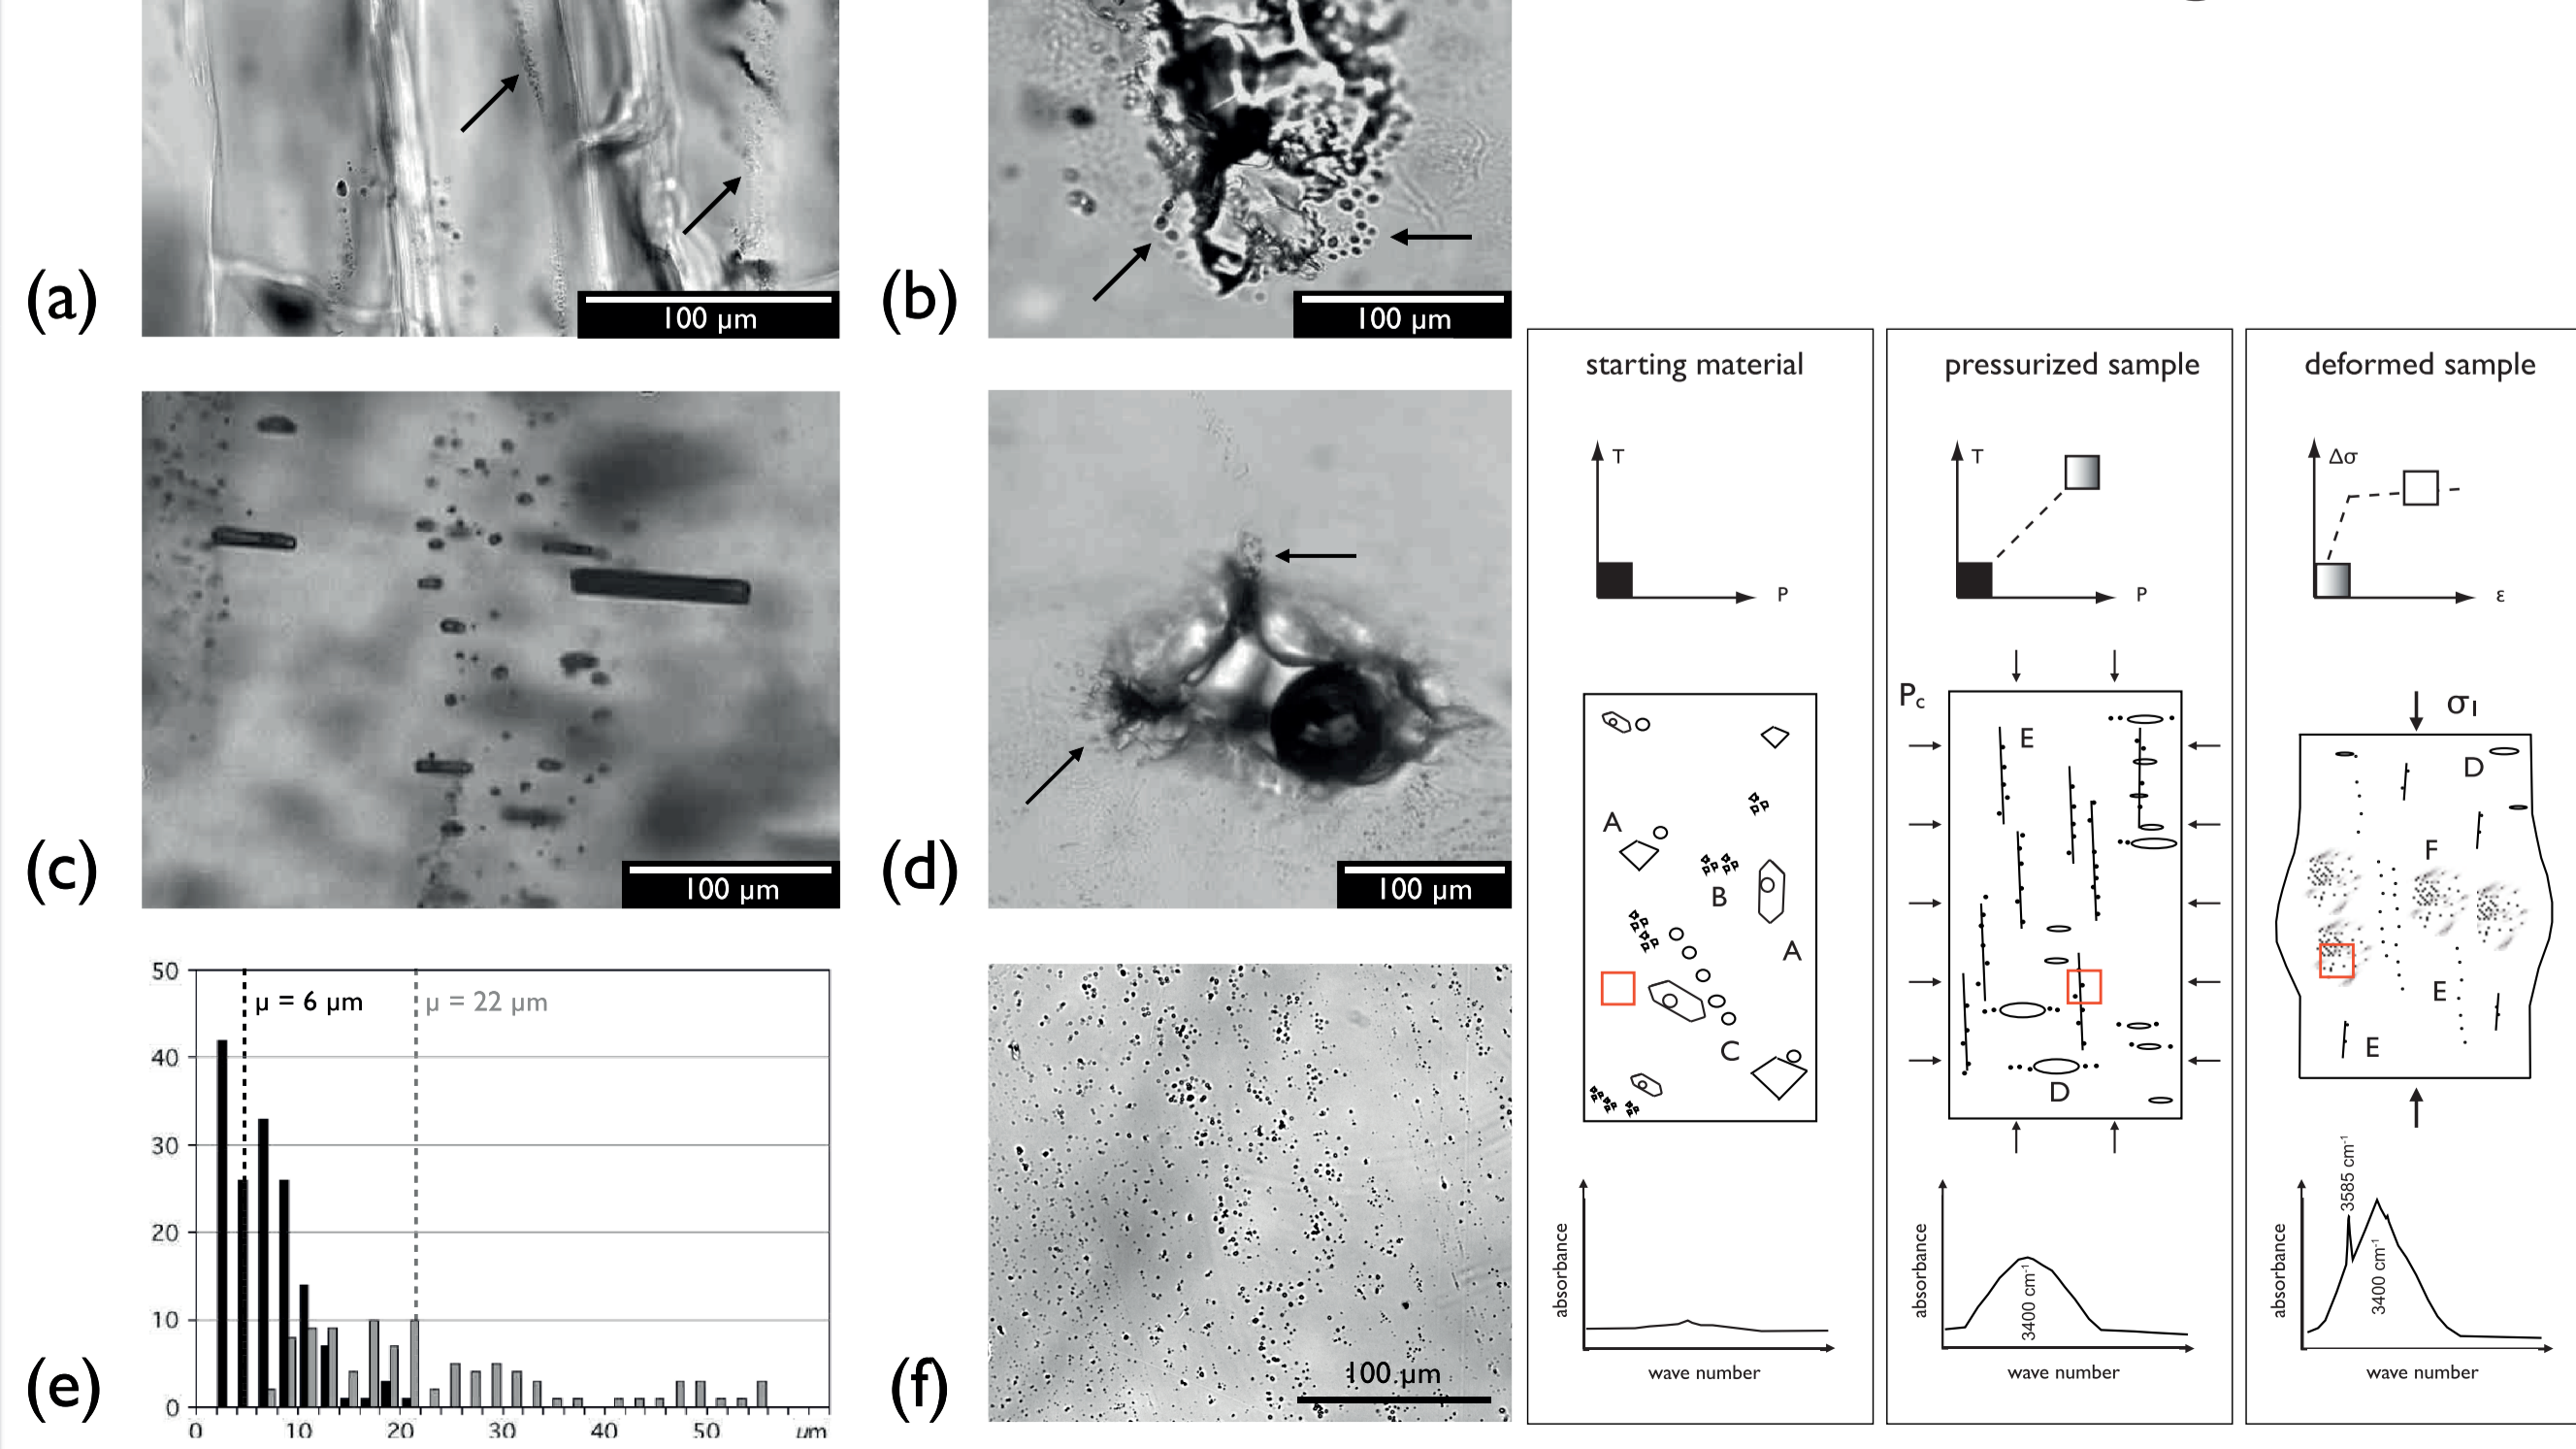 (a)
100 µm
(b)
100 µm
(c)
100 µm
(d)
100 µm
(e)
50
40
30
20
10
0
µ = 6 µm
µ = 22 µm
0 10 20 30 40 50 µm
(f)
100 µm
starting material
T
P
A
B
A
C
absorbance
wave number
pressurized sample
T
P
Pc
E
D
absorbance
3400 cm⁻¹
wave number
deformed sample
Δσ
ε
σ1
D
F
E
E
absorbance
3585 cm⁻¹
3400 cm⁻¹
wave number